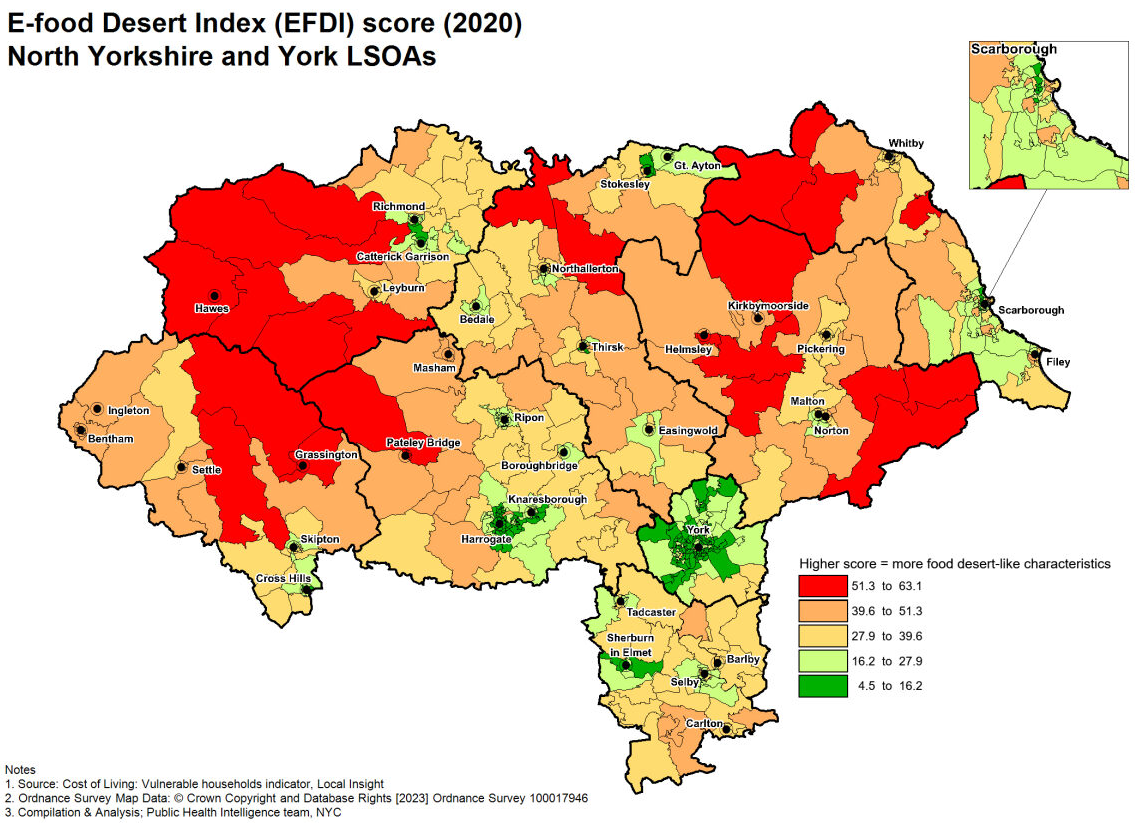 E-food Desert Index (EFDI) score (2020)
North Yorkshire and York LSOAs
Scarborough
Whitby
Gt. Ayton
Stokesley
Richmond
Catterick Garrison
Northallerton
Leyburn
Hawes
Bedale
Kirkbymoorside
Scarborough
Helmsley
Pickering
Thirsk
Masham
Filey
Ingleton
Malton
Bentham
Ripon
Easingwold
Norton
Pateley Bridge
Grassington
Settle
Boroughbridge
Knaresborough
York
Skipton
Harrogate
Cross Hills
Higher score = more food desert-like characteristics
51.3 to 63.1
39.6 to 51.3
27.9 to 39.6
16.2 to 27.9
4.5 to 16.2
Tadcaster
Sherburn
in Elmet
Barlby
Selby
Carlton
Notes
1. Source: Cost of Living: Vulnerable households indicator, Local Insight
2. Ordnance Survey Map Data: © Crown Copyright and Database Rights [2023] Ordnance Survey 100017946
3. Compilation & Analysis; Public Health Intelligence team, NYC